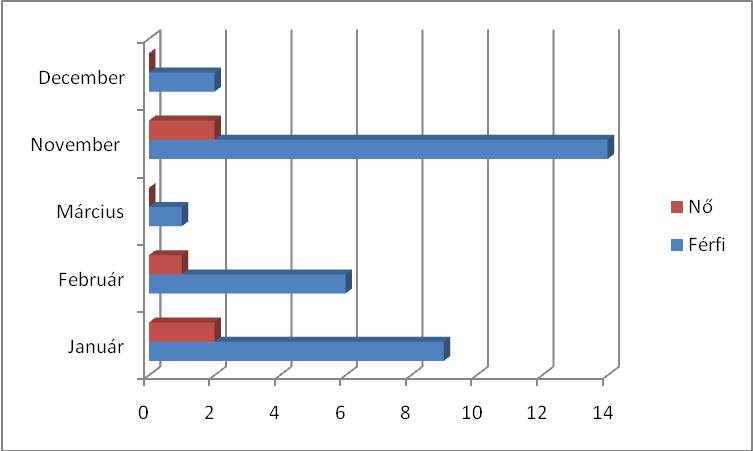 December
November
Március
Február
Január
0 2 4 6 8 10 12 14
Nő
Férfi